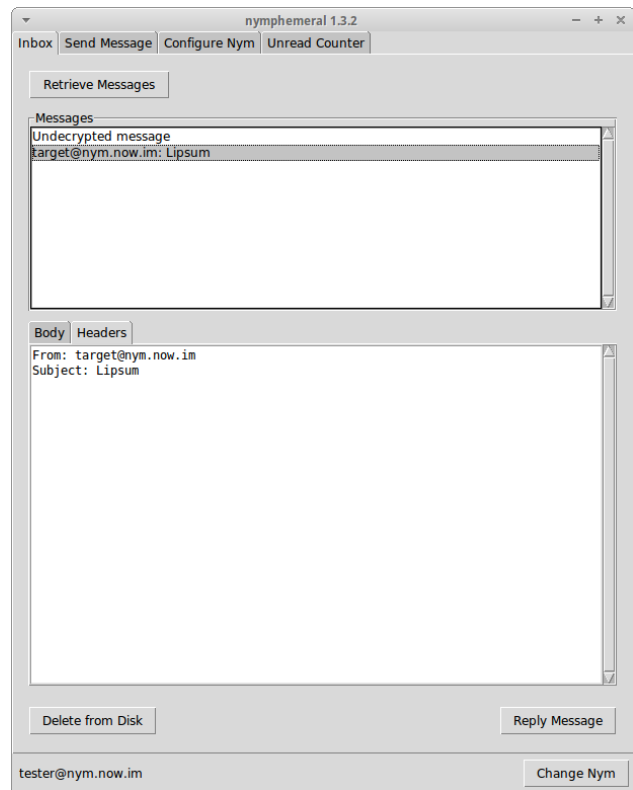 nymphemeral 1.3.2
Inbox Send Message Configure Nym Unread Counter
Retrieve Messages
Messages
Undecrypted message
target@nym.now.im: Lipsum
Body Headers
From: target@nym.now.im
Subject: Lipsum
Delete from Disk Reply Message
tester@nym.now.im Change Nym